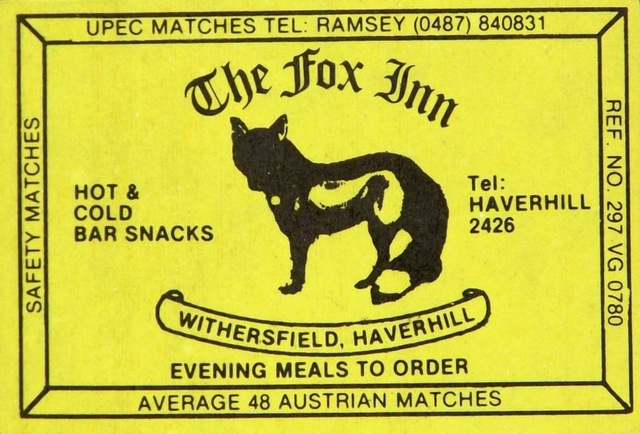 UPEC MATCHES TEL: RAMSEY (0487) 840831
The Fox Inn
SAFETY MATCHES
HOT &
COLD
BAR SNACKS
Tel:
HAVERHILL
2426
REF. NO. 297 VG 0780
WITHERSFIELD, HAVERHILL
EVENING MEALS TO ORDER
AVERAGE 48 AUSTRIAN MATCHES